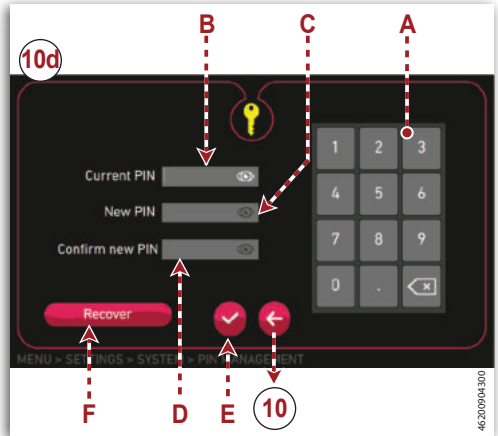 B C A
10d
1 2 3
Current PIN
4 5 6
New PIN
7 8 9
Confirm new PIN
0 .
Recover
MENU > SETTINGS > SYSTEM > PIN MANAGEMENT
F D E 10
46200904300